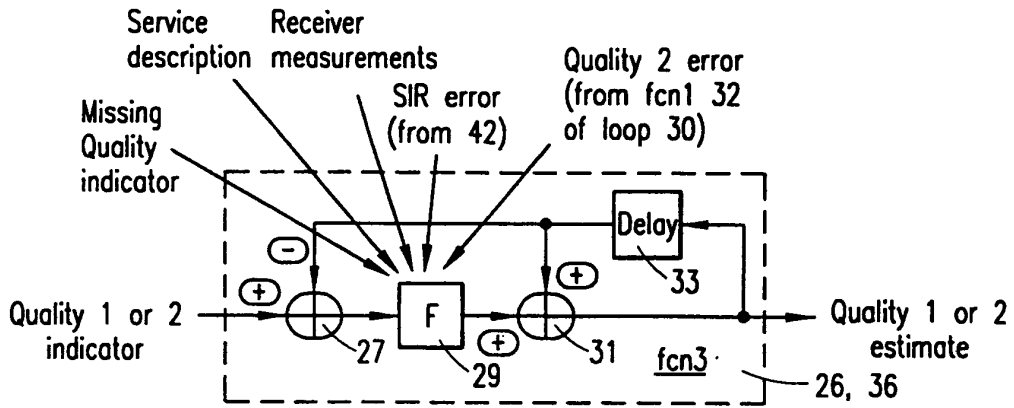 Service
description
Receiver
measurements
Missing
Quality
indicator
SIR error
(from 42)
Quality 2 error
(from fcn1 32
of loop 30)
Delay
33
−
+
+
Quality 1 or 2
indicator
27
F
29
+
31
fcn3
26, 36
Quality 1 or 2
estimate